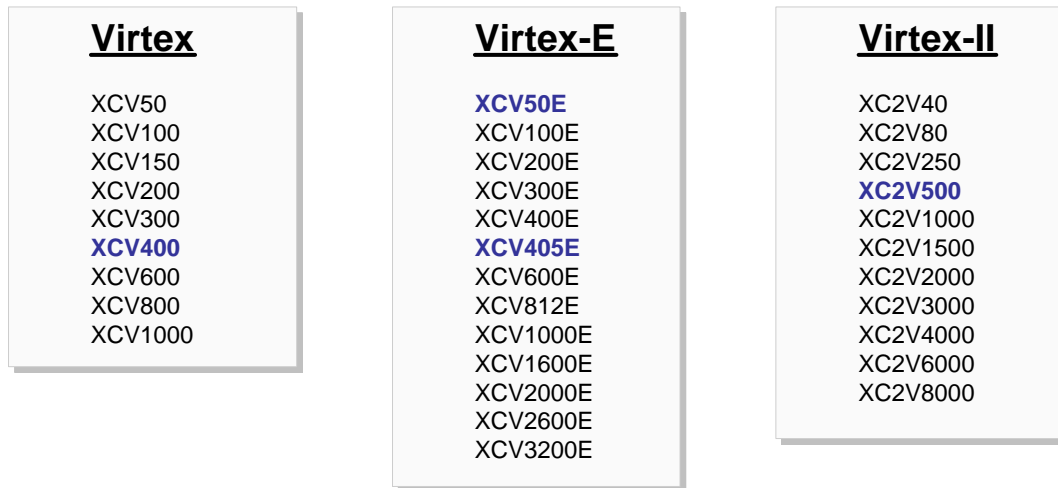 Virtex
XCV50
XCV100
XCV150
XCV200
XCV300
XCV400
XCV600
XCV800
XCV1000
Virtex-E
XCV50E
XCV100E
XCV200E
XCV300E
XCV400E
XCV405E
XCV600E
XCV812E
XCV1000E
XCV1600E
XCV2000E
XCV2600E
XCV3200E
Virtex-II
XC2V40
XC2V80
XC2V250
XC2V500
XC2V1000
XC2V1500
XC2V2000
XC2V3000
XC2V4000
XC2V6000
XC2V8000